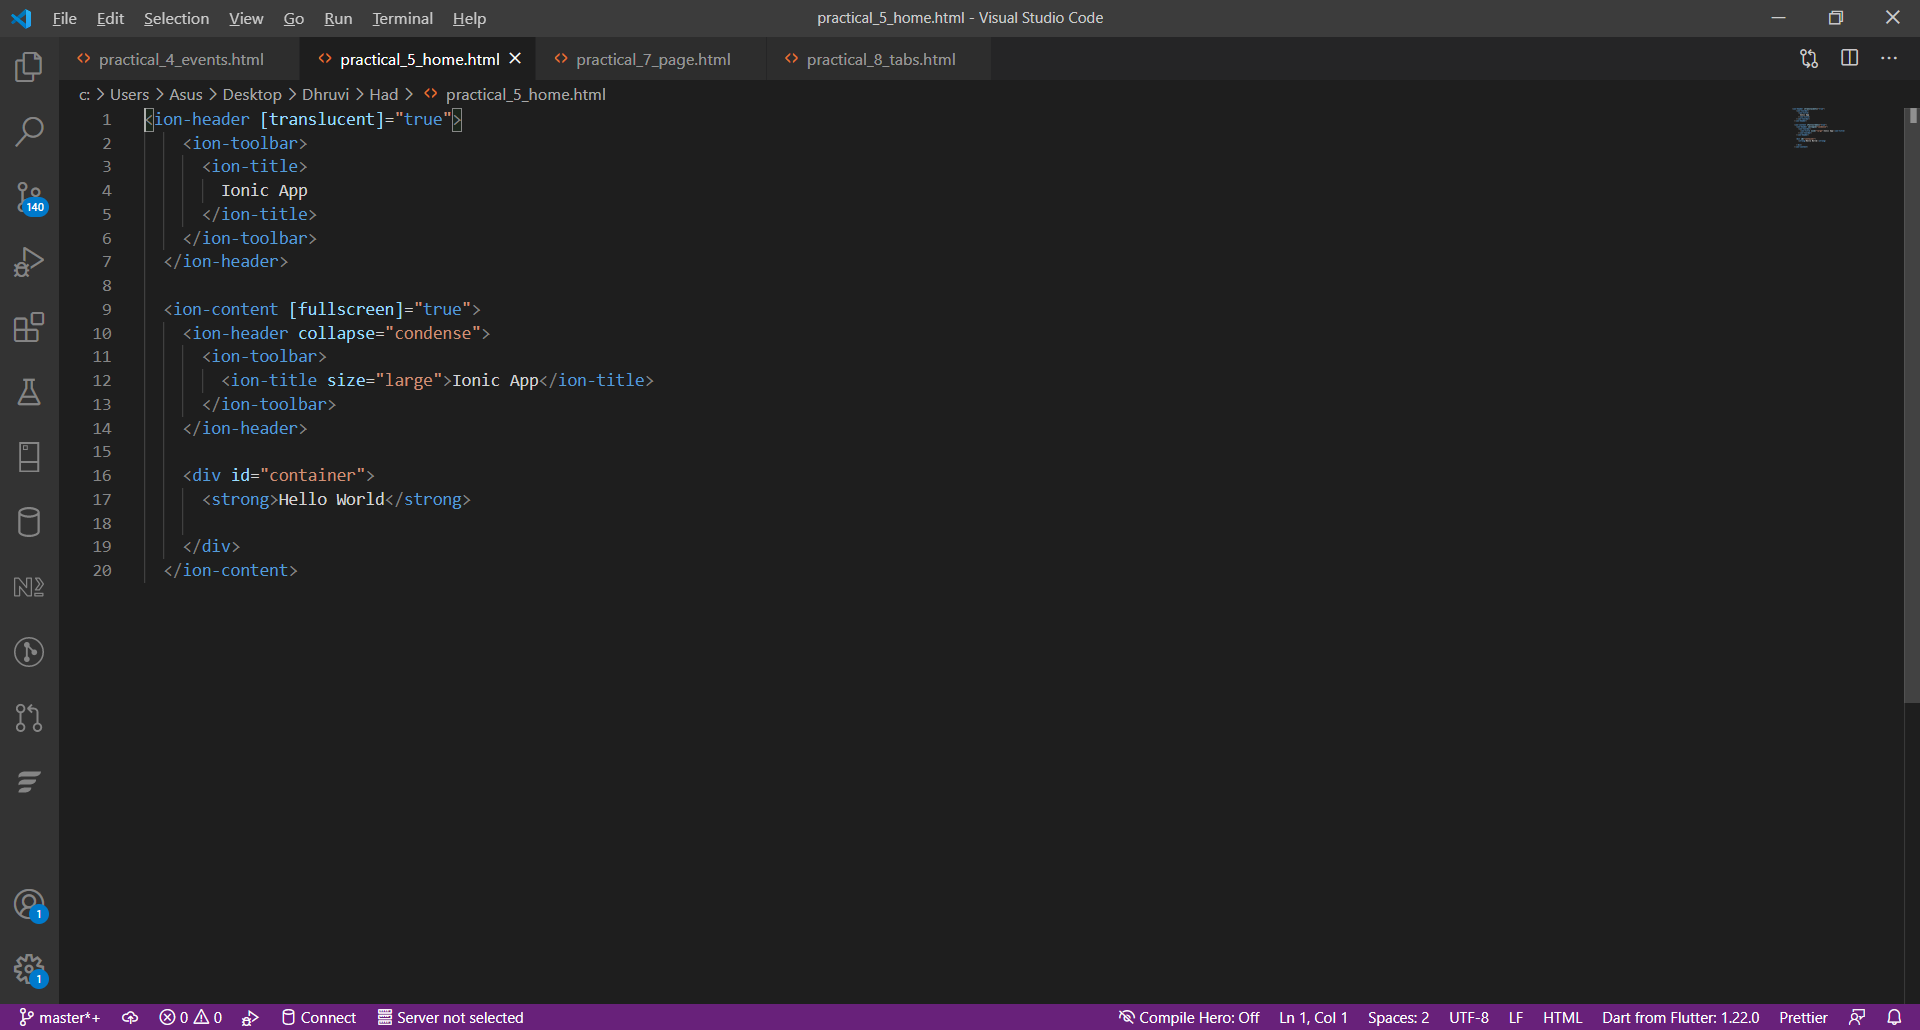 File Edit Selection View Go Run Terminal Help practical_5_home.html - Visual Studio Code
practical_4_events.html practical_5_home.html practical_7_page.html practical_8_tabs.html
c: > Users > Asus > Desktop > Dhruvi > Had > practical_5_home.html
1 <ion-header [translucent]="true">
2 <ion-toolbar>
3 <ion-title>
4 Ionic App
5 </ion-title>
6 </ion-toolbar>
7 </ion-header>
8
9 <ion-content [fullscreen]="true">
10 <ion-header collapse="condense">
11 <ion-toolbar>
12 <ion-title size="large">Ionic App</ion-title>
13 </ion-toolbar>
14 </ion-header>
15
16 <div id="container">
17 <strong>Hello World</strong>
18
19 </div>
20 </ion-content>
140
1
1
master*+ 0 0 Connect Server not selected Compile Hero: Off Ln 1, Col 1 Spaces: 2 UTF-8 LF HTML Dart from Flutter: 1.22.0 Prettier